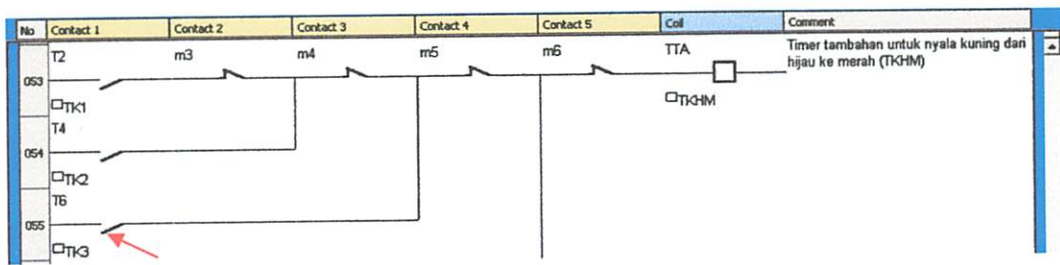 No Contact 1 Contact 2 Contact 3 Contact 4 Contact 5 Coil Comment
T2 m3 m4 m5 m6 TTA Timer tambahan untuk nyala kuning dari
hijau ke merah (TKHM)
053
TK1 TKHM
T4
054
TK2
T6
055
TK3